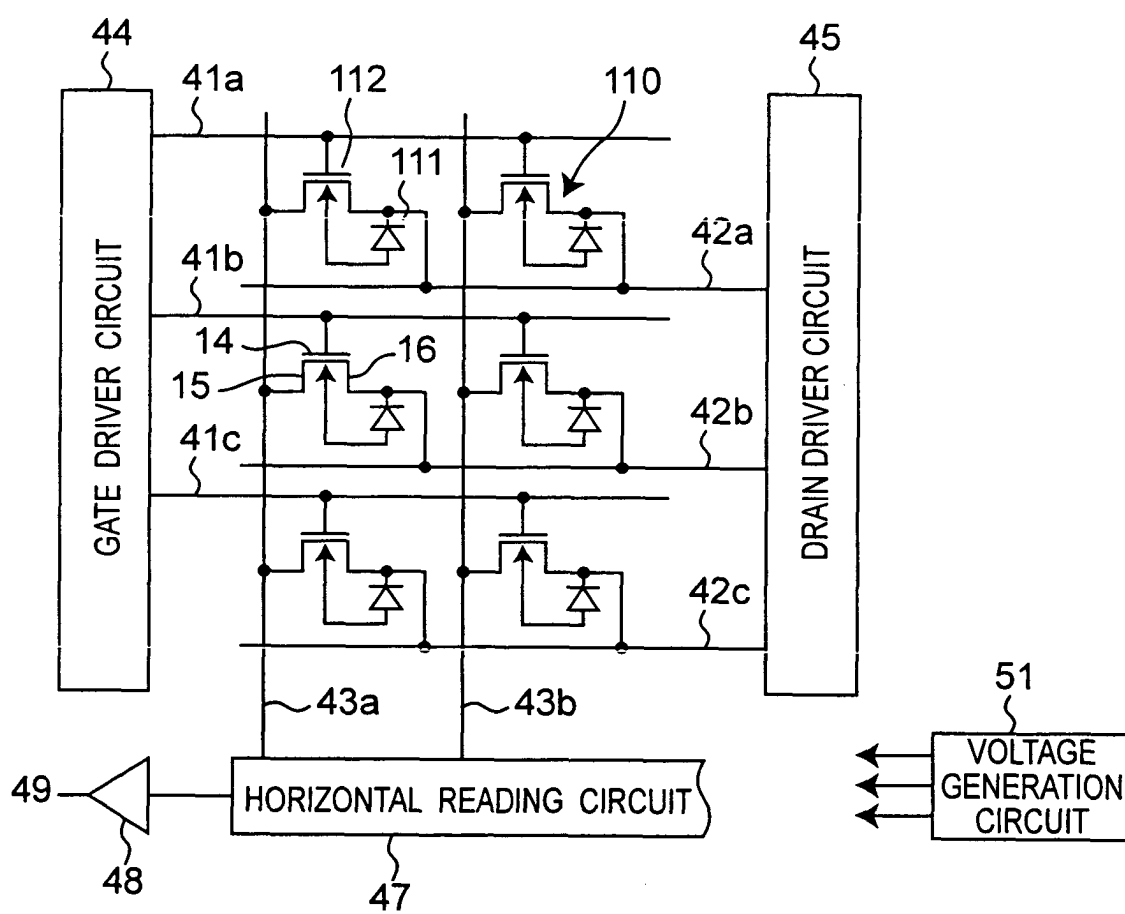 44
45
41a
112
110
111
42a
41b
14
16
15
42b
41c
42c
GATE DRIVER CIRCUIT
DRAIN DRIVER CIRCUIT
43a
43b
51
VOLTAGE
GENERATION
CIRCUIT
49
HORIZONTAL READING CIRCUIT
48
47